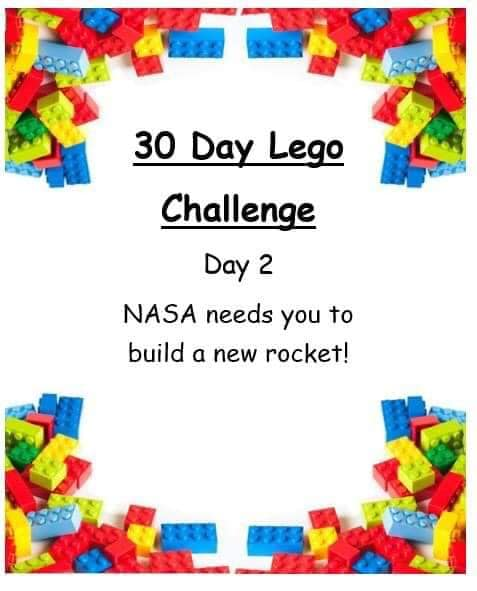 30 Day Lego
Challenge
Day 2
NASA needs you to
build a new rocket!